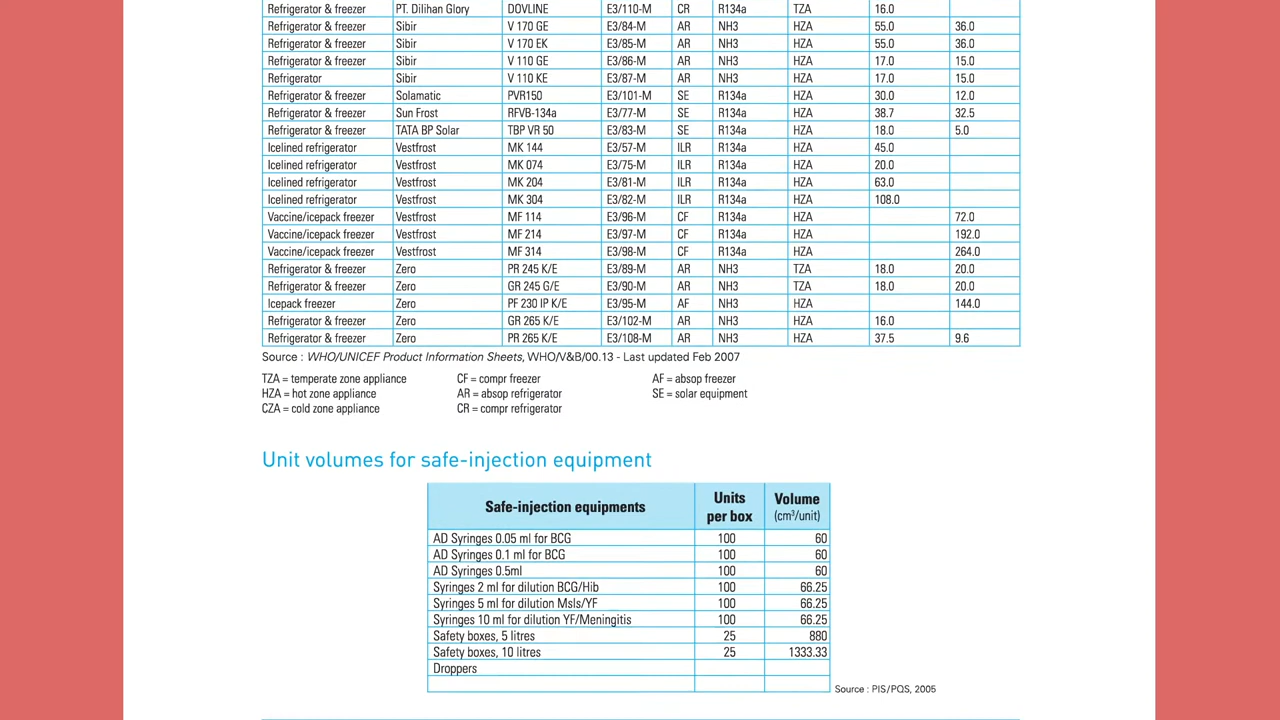 Refrigerator & freezer PT. Dilihan Glory DOVLINE E3/110-M CR R134a TZA 16.0
Refrigerator & freezer Sibir V 170 GE E3/84-M AR NH3 HZA 55.0 36.0
Refrigerator & freezer Sibir V 170 EK E3/85-M AR NH3 HZA 55.0 36.0
Refrigerator & freezer Sibir V 110 GE E3/86-M AR NH3 HZA 17.0 15.0
Refrigerator Sibir V 110 KE E3/87-M AR NH3 HZA 17.0 15.0
Refrigerator & freezer Solamatic PVR150 E3/101-M SE R134a HZA 30.0 12.0
Refrigerator & freezer Sun Frost RFVB-134a E3/77-M SE R134a HZA 38.7 32.5
Refrigerator & freezer TATA BP Solar TBP VR 50 E3/83-M SE R134a HZA 18.0 5.0
Icelined refrigerator Vestfrost MK 144 E3/57-M ILR R134a HZA 45.0
Icelined refrigerator Vestfrost MK 074 E3/75-M ILR R134a HZA 20.0
Icelined refrigerator Vestfrost MK 204 E3/81-M ILR R134a HZA 63.0
Icelined refrigerator Vestfrost MK 304 E3/82-M ILR R134a HZA 108.0
Vaccine/icepack freezer Vestfrost MF 114 E3/96-M CF R134a HZA 72.0
Vaccine/icepack freezer Vestfrost MF 214 E3/97-M CF R134a HZA 192.0
Vaccine/icepack freezer Vestfrost MF 314 E3/98-M CF R134a HZA 264.0
Refrigerator & freezer Zero PR 245 K/E E3/89-M AR NH3 TZA 18.0 20.0
Refrigerator & freezer Zero GR 245 G/E E3/90-M AR NH3 TZA 18.0 20.0
Icepack freezer Zero PF 230 IP K/E E3/95-M AF NH3 HZA 144.0
Refrigerator & freezer Zero GR 265 K/E E3/102-M AR NH3 HZA 16.0
Refrigerator & freezer Zero PR 265 K/E E3/108-M AR NH3 HZA 37.5 9.6
Source : WHO/UNICEF Product Information Sheets, WHO/V&B/00.13 - Last updated Feb 2007
TZA = temperate zone appliance CF = compr freezer AF = absop freezer
HZA = hot zone appliance AR = absop refrigerator SE = solar equipment
CZA = cold zone appliance CR = compr refrigerator
Unit volumes for safe-injection equipment
Safe-injection equipments Units per box Volume (cm³/unit)
AD Syringes 0.05 ml for BCG 100 60
AD Syringes 0.1 ml for BCG 100 60
AD Syringes 0.5ml 100 60
Syringes 2 ml for dilution BCG/Hib 100 66.25
Syringes 5 ml for dilution Msls/YF 100 66.25
Syringes 10 ml for dilution YF/Meningitis 100 66.25
Safety boxes, 5 litres 25 880
Safety boxes, 10 litres 25 1333.33
Droppers
Source : PIS/PQS, 2005